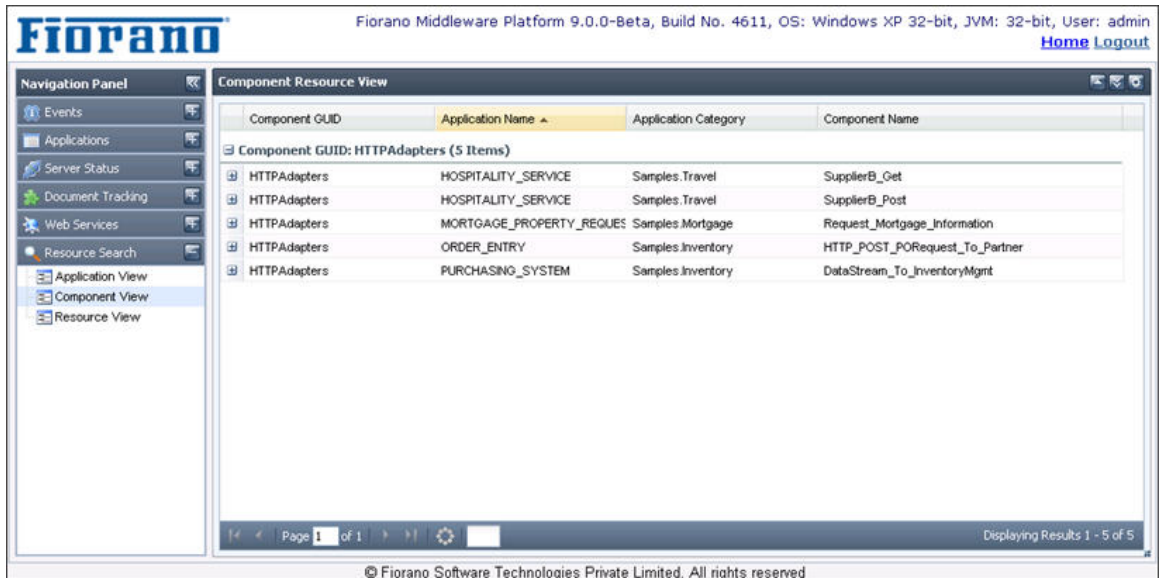 Fiorano
Fiorano Middleware Platform 9.0.0-Beta, Build No. 4611, OS: Windows XP 32-bit, JVM: 32-bit, User: admin
Home Logout
Navigation Panel
Events
Applications
Server Status
Document Tracking
Web Services
Resource Search
Application View
Component View
Resource View
Component Resource View
Component GUID Application Name Application Category Component Name
Component GUID: HTTPAdapters (5 Items)
HTTPAdapters HOSPITALITY_SERVICE Samples.Travel SupplierB_Get
HTTPAdapters HOSPITALITY_SERVICE Samples.Travel SupplierB_Post
HTTPAdapters MORTGAGE_PROPERTY_REQUES Samples.Mortgage Request_Mortgage_Information
HTTPAdapters ORDER_ENTRY Samples.Inventory HTTP_POST_PORequest_To_Partner
HTTPAdapters PURCHASING_SYSTEM Samples.Inventory DataStream_To_InventoryMgmt
Page 1 of 1 Displaying Results 1 - 5 of 5
© Fiorano Software Technologies Private Limited. All rights reserved